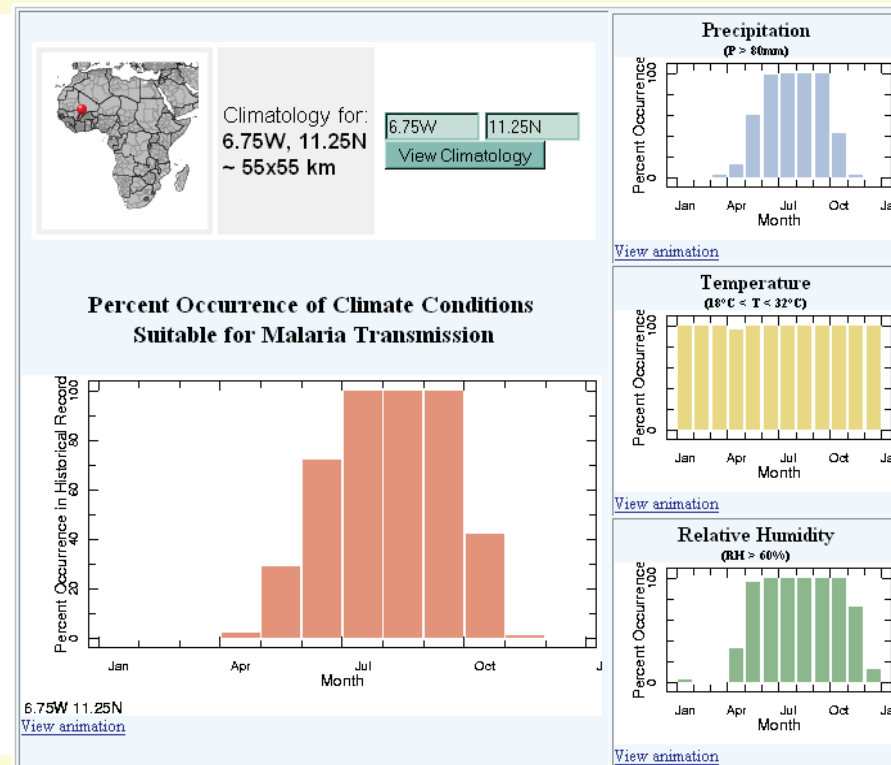 Climatology for:
6.75W, 11.25N
~ 55x55 km
6.75W
11.25N
View Climatology
Percent Occurrence of Climate Conditions
Suitable for Malaria Transmission
Percent Occurrence in Historical Record
100
80
60
40
20
0
Jan Apr Jul Oct J
Month
6.75W 11.25N
View animation
Precipitation
(P > 80mm)
Percent Occurrence
100
0
Jan Apr Jul Oct Ja
Month
View animation
Temperature
(18°C < T < 32°C)
Percent Occurrence
100
0
Jan Apr Jul Oct Ja
Month
View animation
Relative Humidity
(RH > 60%)
Percent Occurrence
100
0
Jan Apr Jul Oct Ja
Month
View animation